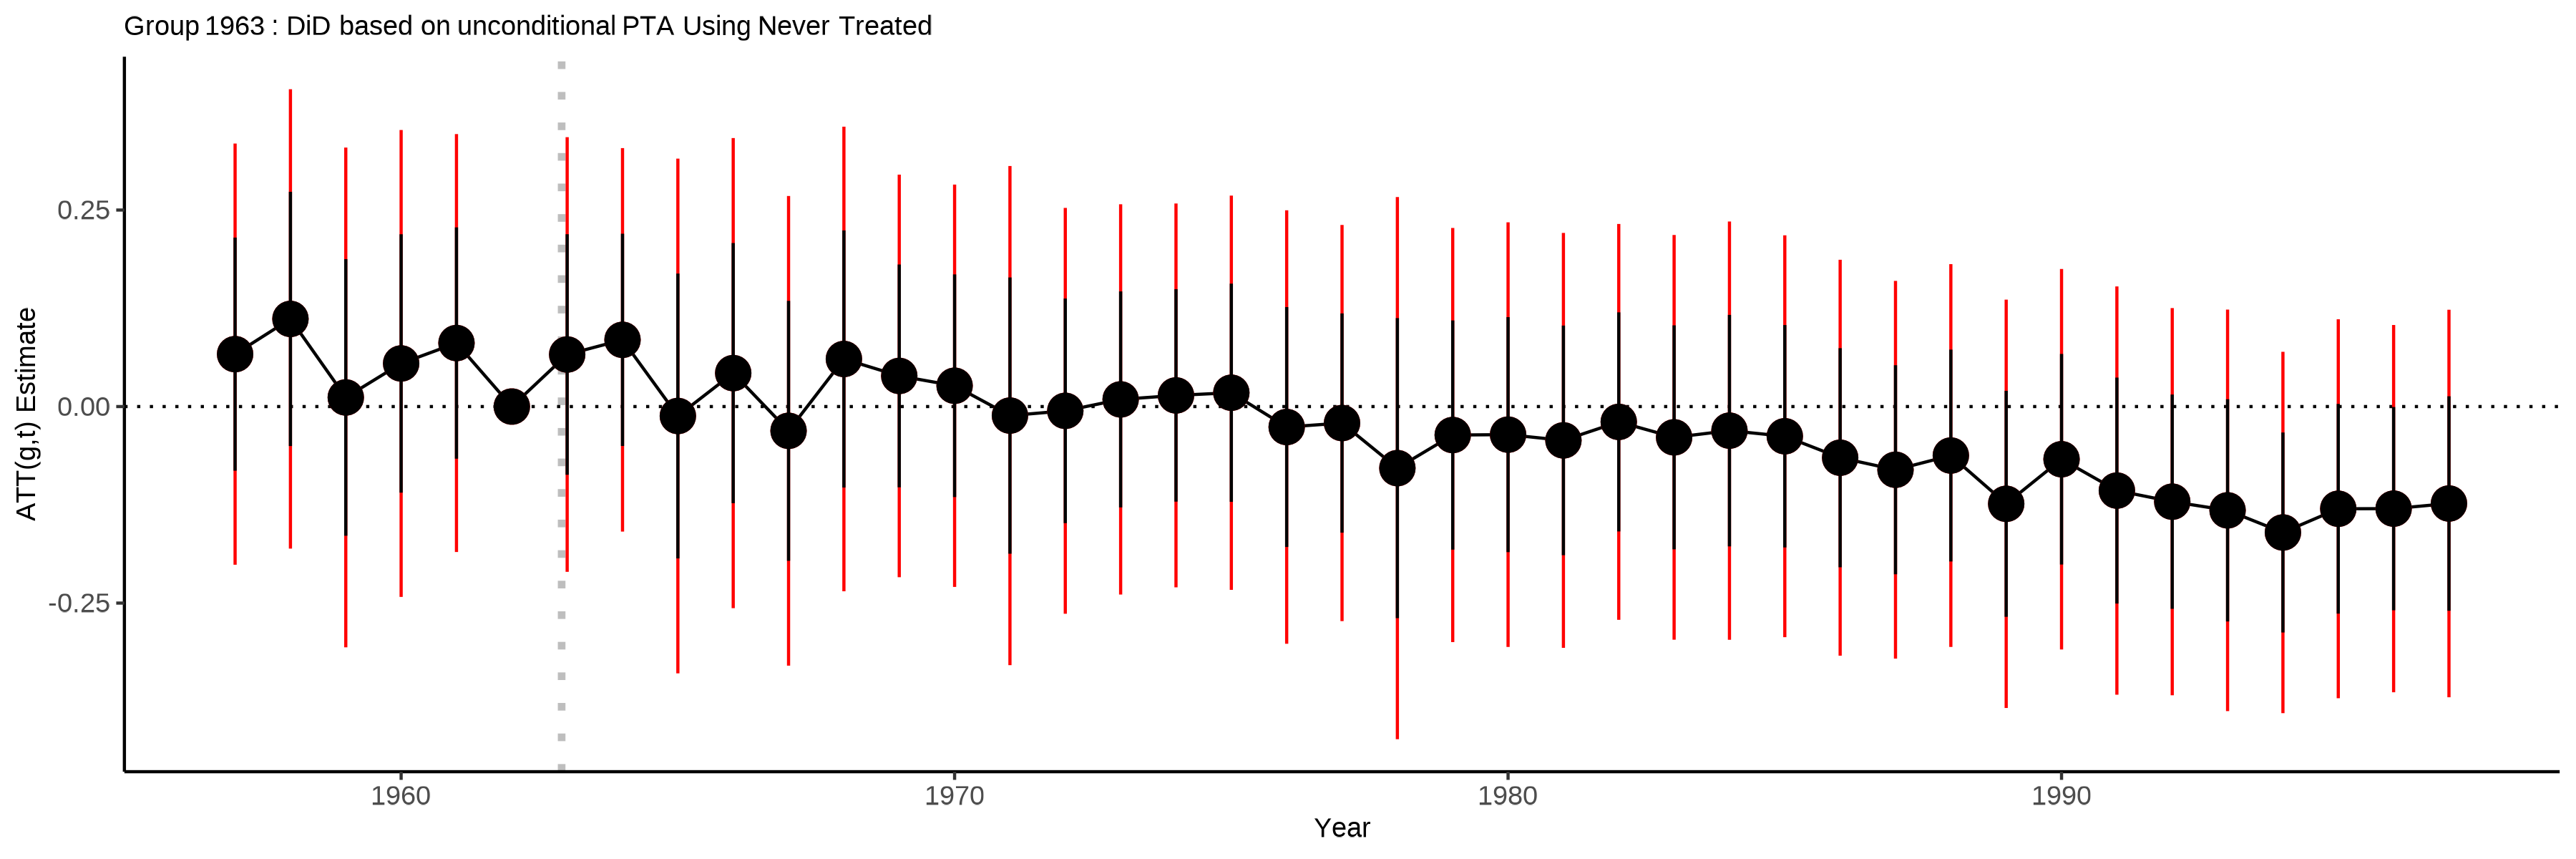 Group 1963 : DiD based on unconditional PTA Using Never Treated
ATT(g,t) Estimate
0.25
0.00
-0.25
1960
1970
1980
1990
Year